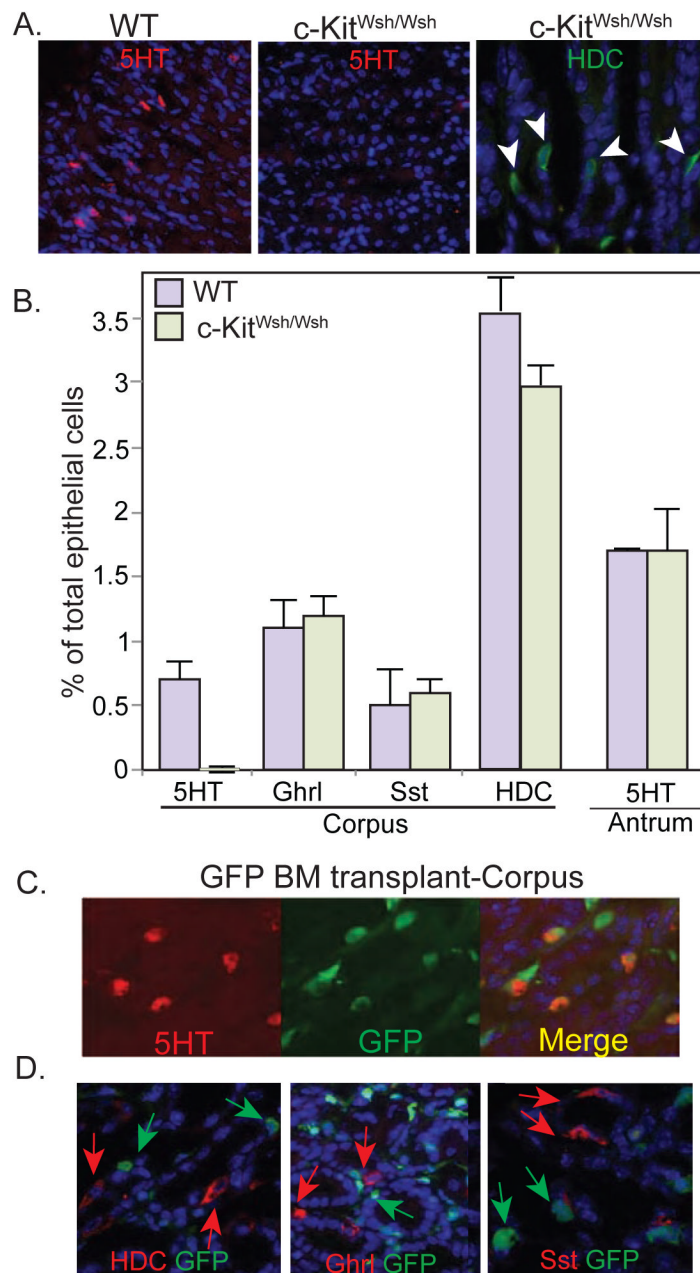 A.
WT
c-Kit^Wsh/Wsh
c-Kit^Wsh/Wsh
5HT
5HT
HDC
B.
WT
c-Kit^Wsh/Wsh
% of total epithelial cells
3.5
3
2.5
2
1.5
1
0.5
0
5HT
Ghrl
Sst
HDC
5HT
Corpus
Antrum
C.
GFP BM transplant-Corpus
5HT
GFP
Merge
D.
HDC GFP
Ghrl GFP
Sst GFP